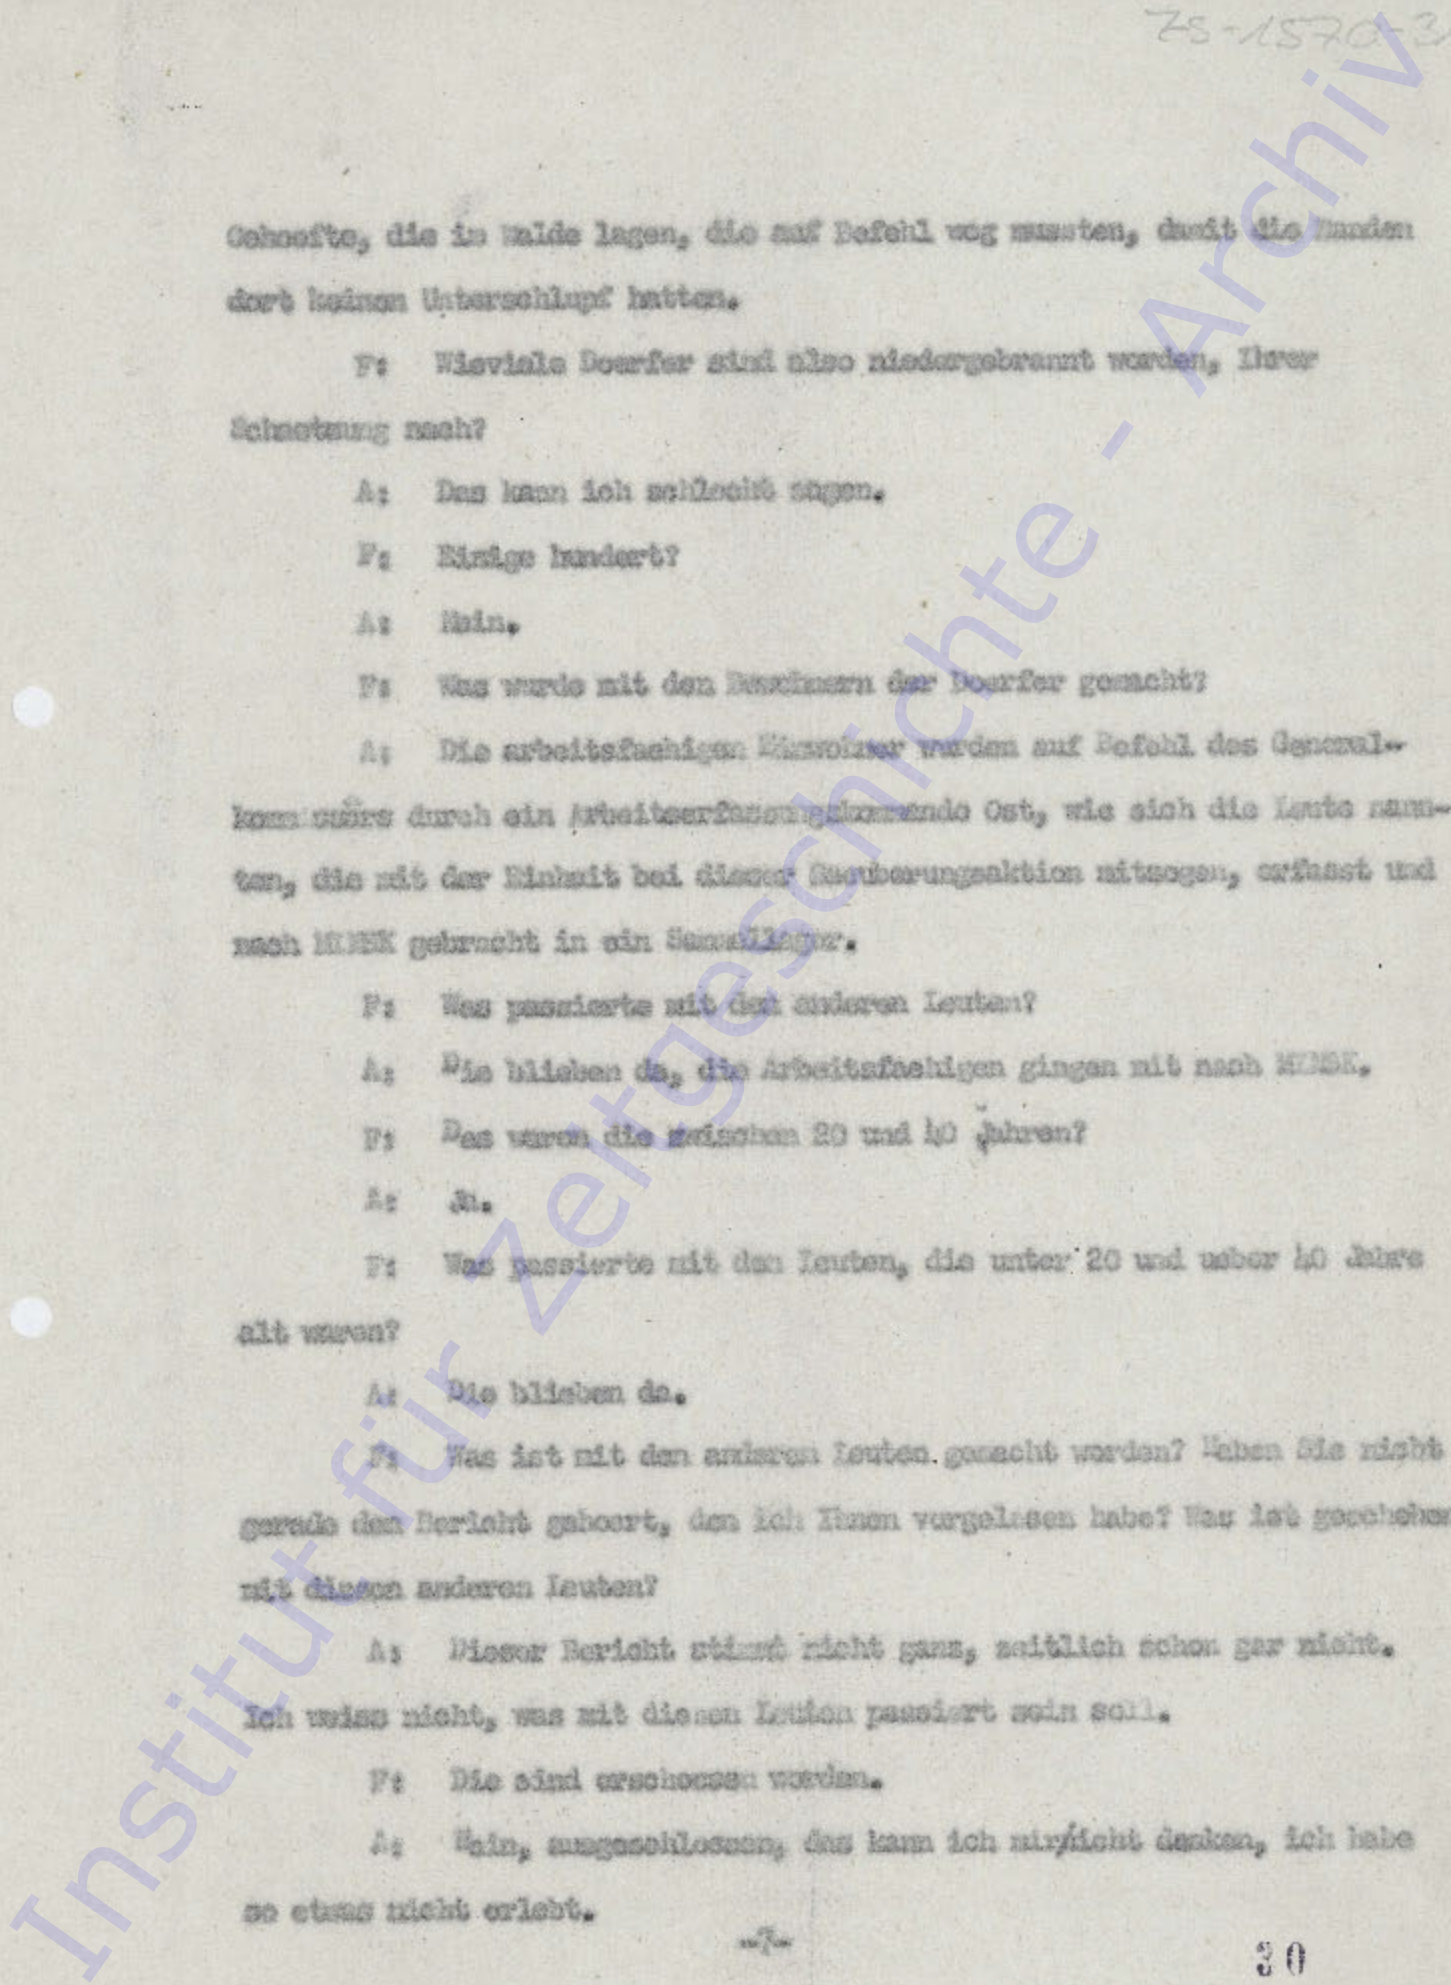 ZS-1570-3
Gehoefte, die im Walde lagen, die auf Befehl weg mussten, damit die Banden
dort keinen Unterschlupf hatten.
F: Wieviele Doerfer sind also niedergebrannt worden, Ihrer
Schaetzung nach?
A: Das kann ich schlecht sagen.
F: Einige hundert?
A: Nein.
F: Was wurde mit den Bewohnern der Doerfer gemacht?
A: Die arbeitsfaehigen Einwohner wurden auf Befehl des General-
kommissärs durch ein Arbeitserfassungskommando Ost, wie sich die Leute nann-
ten, die mit der Einheit bei dieser Saeuberungsaktion mitzogen, erfasst und
nach MINSK gebracht in ein Sammellager.
F: Was passierte mit den anderen Leuten?
A: Die blieben da, die Arbeitsfaehigen gingen mit nach MINSK.
F: Das waren die zwischen 20 und 40 Jahren?
A: Ja.
F: Was passierte mit den Leuten, die unter 20 und ueber 40 Jahre
alt waren?
A: Die blieben da.
F: Was ist mit den anderen Leuten gemacht worden? Haben Sie nicht
gerade den Bericht gehoert, den ich Ihnen vorgelesen habe? Was ist geschehen
mit diesen anderen Leuten?
A: Dieser Bericht stimmt nicht ganz, zeitlich schon gar nicht.
Ich weiss nicht, was mit diesen Leuten passiert sein soll.
F: Die sind erschossen worden.
A: Nein, ausgeschlossen, das kann ich mir/nicht denken, ich habe
so etwas nicht erlebt.
-7-
30
Institut für Zeitgeschichte - Archiv